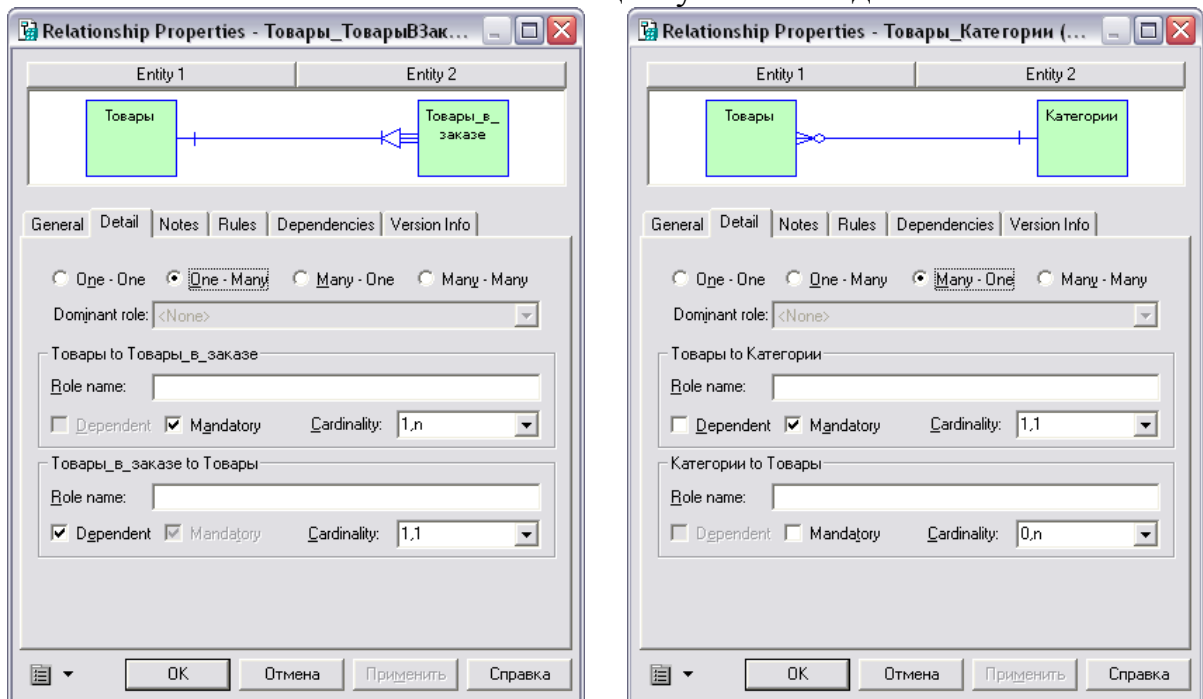 Relationship Properties - Товары_ТоварыВЗак...
Entity 1 Entity 2
Товары
Товары_в_
заказе
General Detail Notes Rules Dependencies Version Info
One - One One - Many Many - One Many - Many
Dominant role: <None>
Товары to Товары_в_заказе
Role name:
Dependent Mandatory Cardinality: 1,n
Товары_в_заказе to Товары
Role name:
Dependent Mandatory Cardinality: 1,1
OK Отмена Применить Справка
Relationship Properties - Товары_Категории (...
Entity 1 Entity 2
Товары
Категории
General Detail Notes Rules Dependencies Version Info
One - One One - Many Many - One Many - Many
Dominant role: <None>
Товары to Категории
Role name:
Dependent Mandatory Cardinality: 1,1
Категории to Товары
Role name:
Dependent Mandatory Cardinality: 0,n
OK Отмена Применить Справка